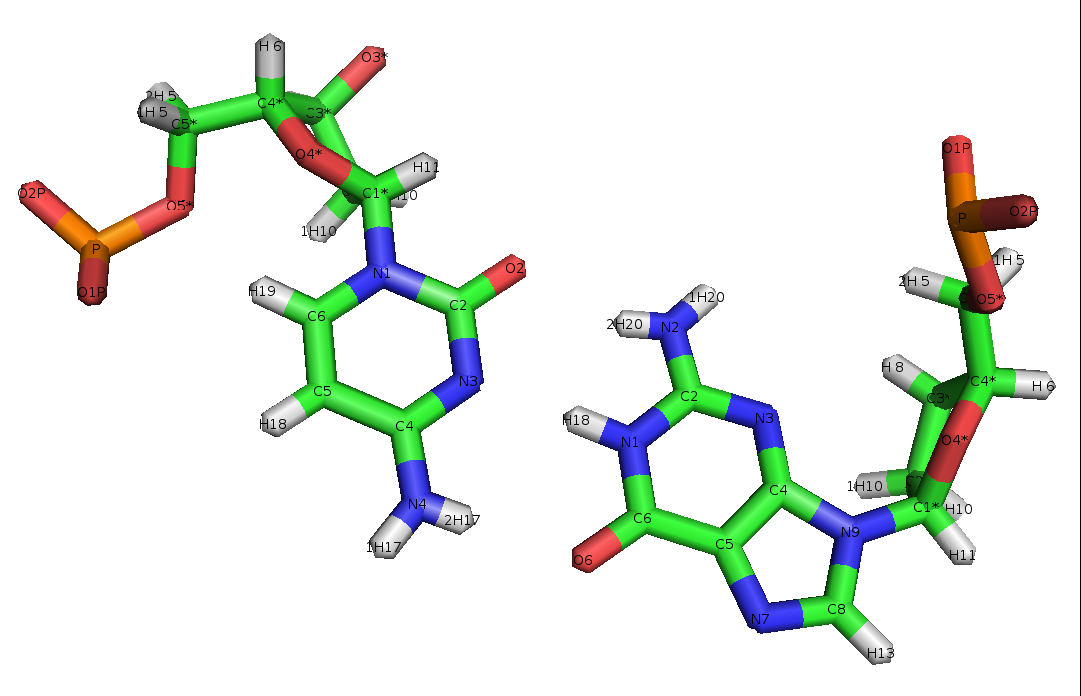 H 6
O3*
2H 5
1H 5
C4*
C3*
C5*
O4*
H11
C1*
H10
O2P
O5*
1H10
P
O1P
N1
O2
H19
C2
C6
N3
C5
H18
C4
N4
2H17
1H17
O1P
P
O2P
1H 5
2H 5
O5*
1H20
2H20
N2
H 8
C4*
H 6
C2
C3*
H18
N3
N1
O4*
C4
1H10
C1*
H10
C6
N9
C5
H11
O6
C8
N7
H13